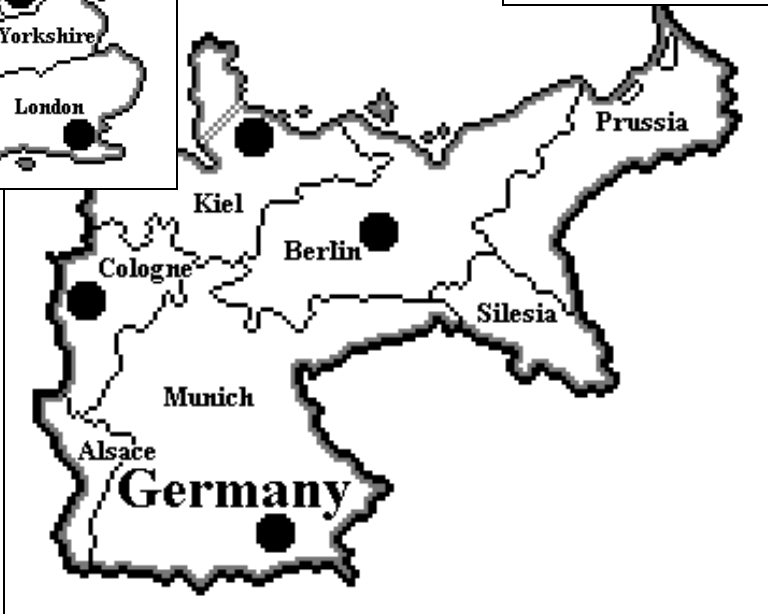 Yorkshire
London
Prussia
Kiel
Berlin
Cologne
Silesia
Munich
Alsace
Germany